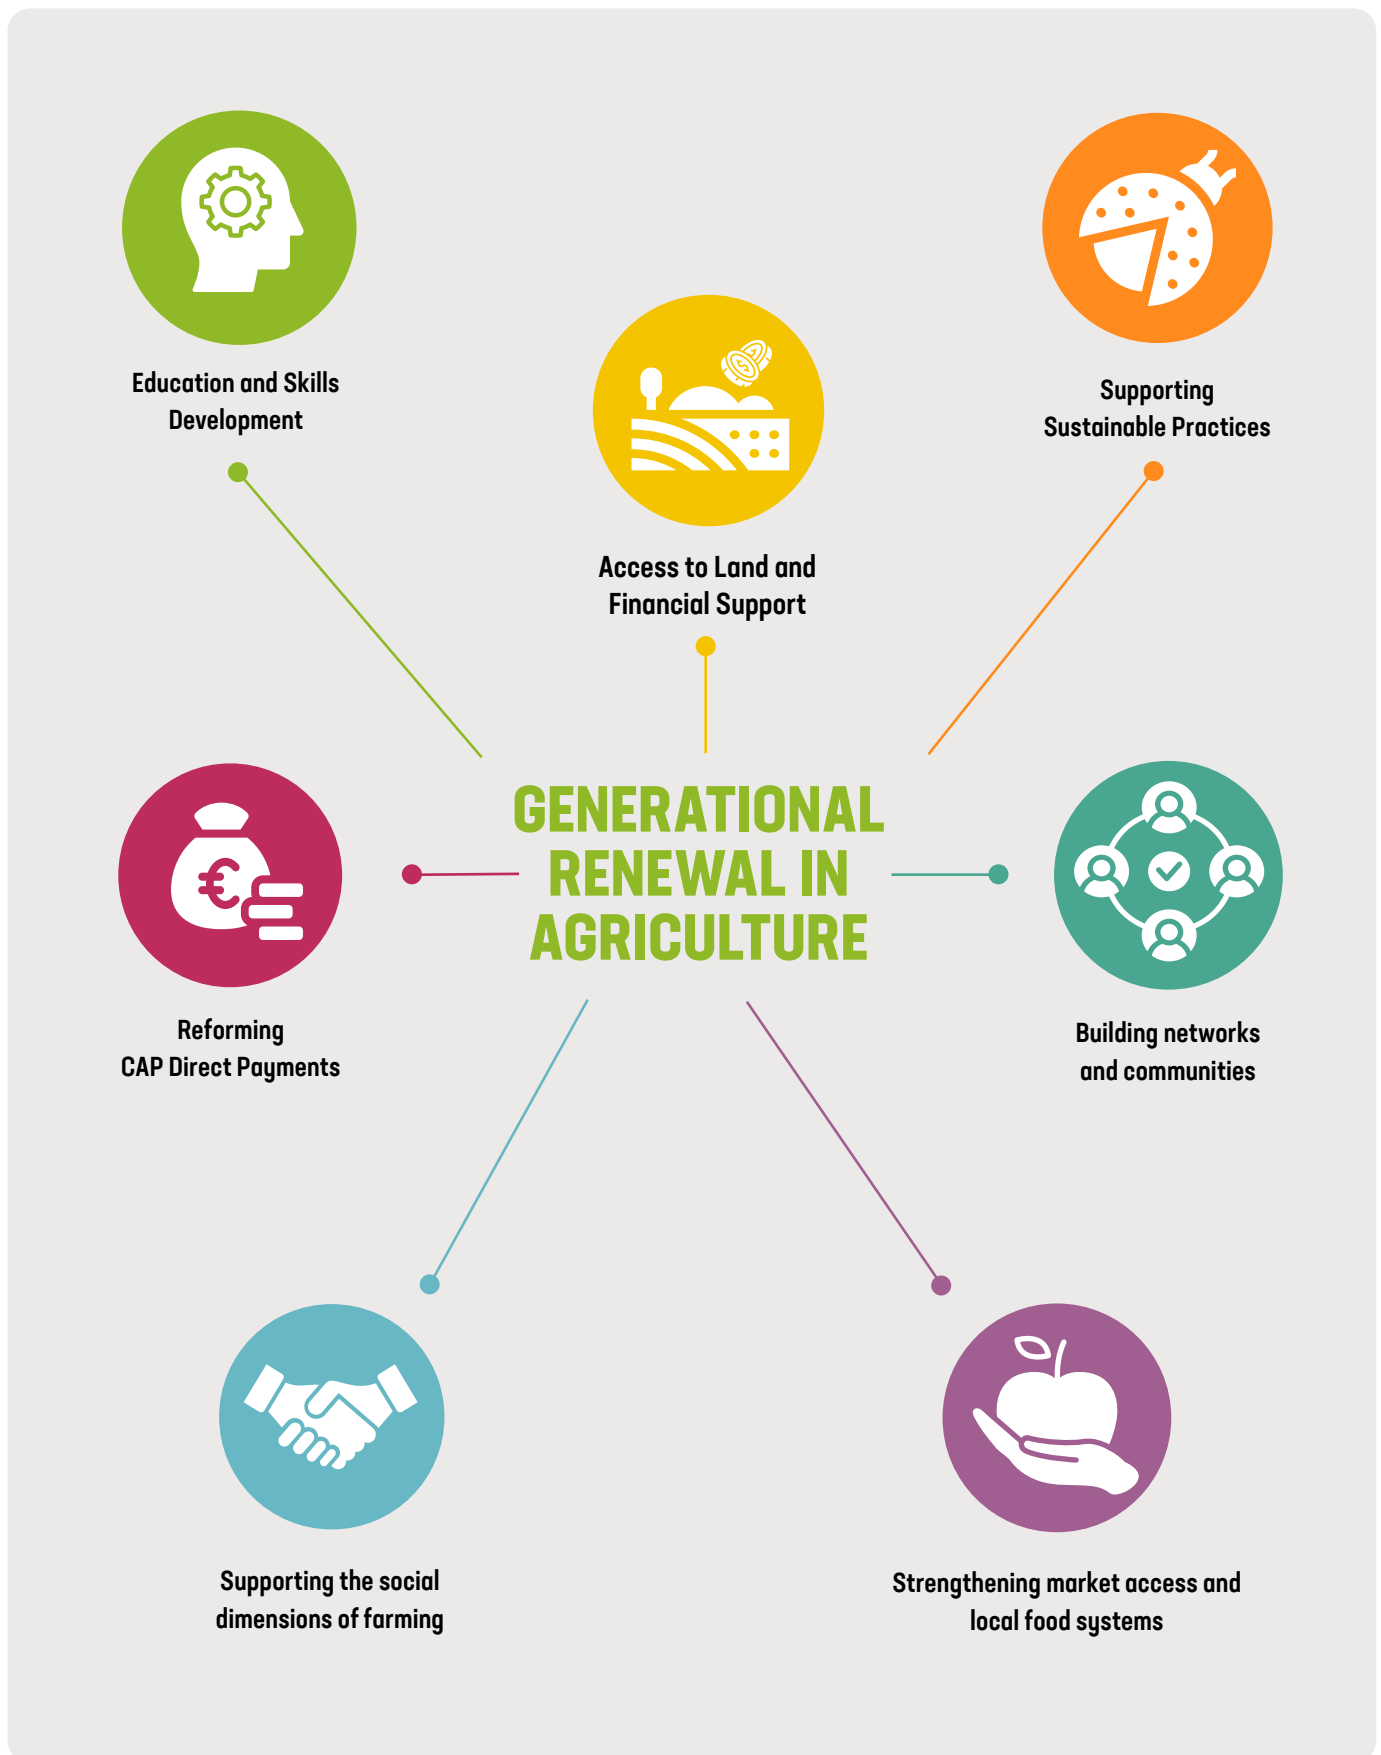 Education and Skills
Development
Access to Land and
Financial Support
Supporting
Sustainable Practices
GENERATIONAL
RENEWAL IN
AGRICULTURE
Reforming
CAP Direct Payments
Building networks
and communities
Supporting the social
dimensions of farming
Strengthening market access and
local food systems